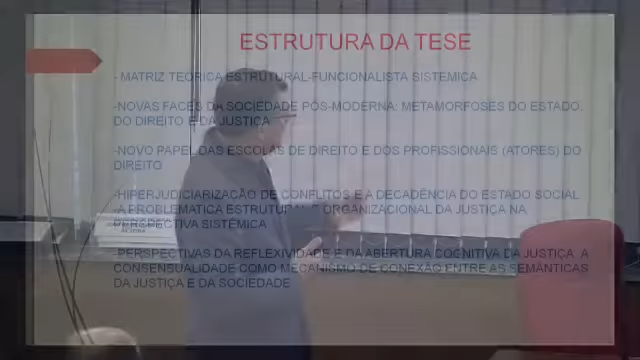 ESTRUTURA DA TESE
- MATRIZ TEÓRICA ESTRUTURAL-FUNCIONALISTA SISTÊMICA
-NOVAS FACES DA SOCIEDADE PÓS-MODERNA: METAMORFOSES DO ESTADO,
DO DIREITO E DA JUSTIÇA
-NOVO PAPEL DAS ESCOLAS DE DIREITO E DOS PROFISSIONAIS (ATORES) DO
DIREITO
-HIPERJUDICIARIZAÇÃO DE CONFLITOS E A DECADÊNCIA DO ESTADO SOCIAL
-A PROBLEMÁTICA ESTRUTURAL E ORGANIZACIONAL DA JUSTIÇA NA
PERSPECTIVA SISTÊMICA
-PERSPECTIVAS DA REFLEXIVIDADE E DA ABERTURA COGNITIVA DA JUSTIÇA: A
CONSENSUALIDADE COMO MECANISMO DE CONEXÃO ENTRE AS SEMÂNTICAS
DA JUSTIÇA E DA SOCIEDADE